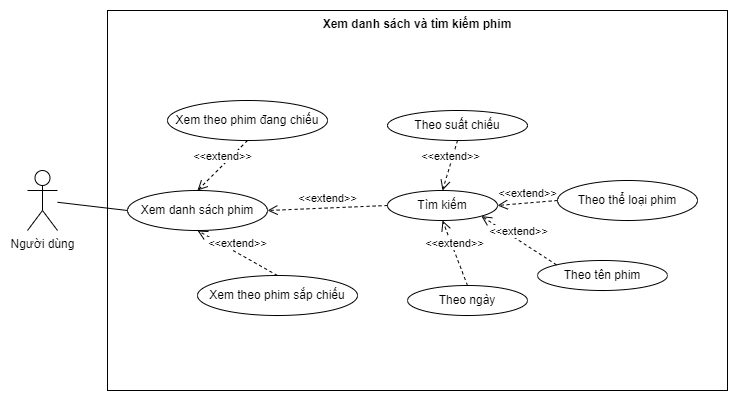 Xem danh sách và tìm kiếm phim
Xem theo phim đang chiếu
<<extend>>
Theo suất chiếu
<<extend>>
Người dùng
Xem danh sách phim
<<extend>>
Tìm kiếm
<<extend>>
Theo thể loại phim
<<extend>>
Xem theo phim sắp chiếu
<<extend>>
Theo ngày
<<extend>>
Theo tên phim